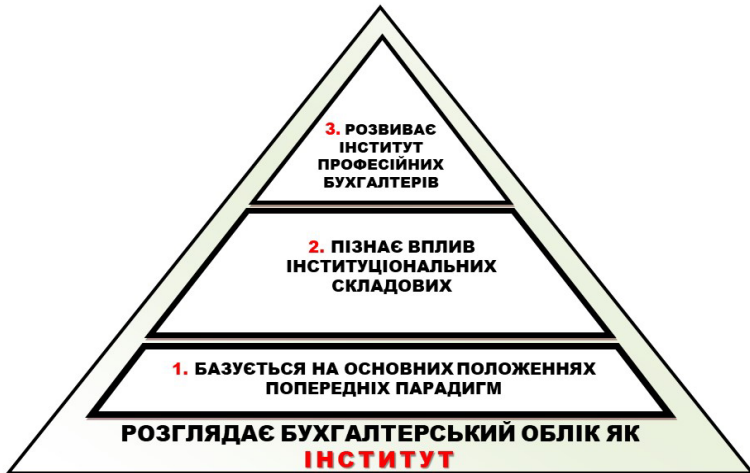 3. РОЗВИВАЄ
ІНСТИТУТ
ПРОФЕСІЙНИХ
БУХГАЛТЕРІВ
2. ПІЗНАЄ ВПЛИВ
ІНСТИТУЦІОНАЛЬНИХ
СКЛАДОВИХ
1. БАЗУЄТЬСЯ НА ОСНОВНИХ ПОЛОЖЕННЯХ
ПОПЕРЕДНІХ ПАРАДИГМ
РОЗГЛЯДАЄ БУХГАЛТЕРСЬКИЙ ОБЛІК ЯК
ІНСТИТУТ